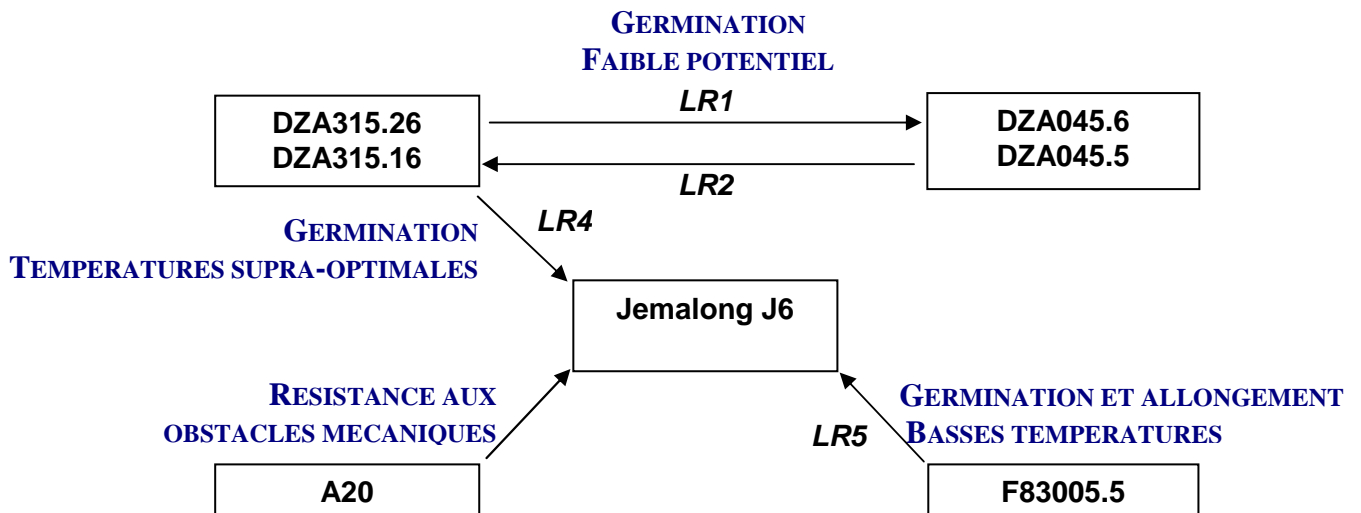 GERMINATION
FAIBLE POTENTIEL
LR1
DZA315.26
DZA315.16
DZA045.6
DZA045.5
LR2
LR4
GERMINATION
TEMPERATURES SUPRA-OPTIMALES
Jemalong J6
RESISTANCE AUX
OBSTACLES MECANIQUES
GERMINATION ET ALLONGEMENT
BASSES TEMPERATURES
LR5
A20
F83005.5